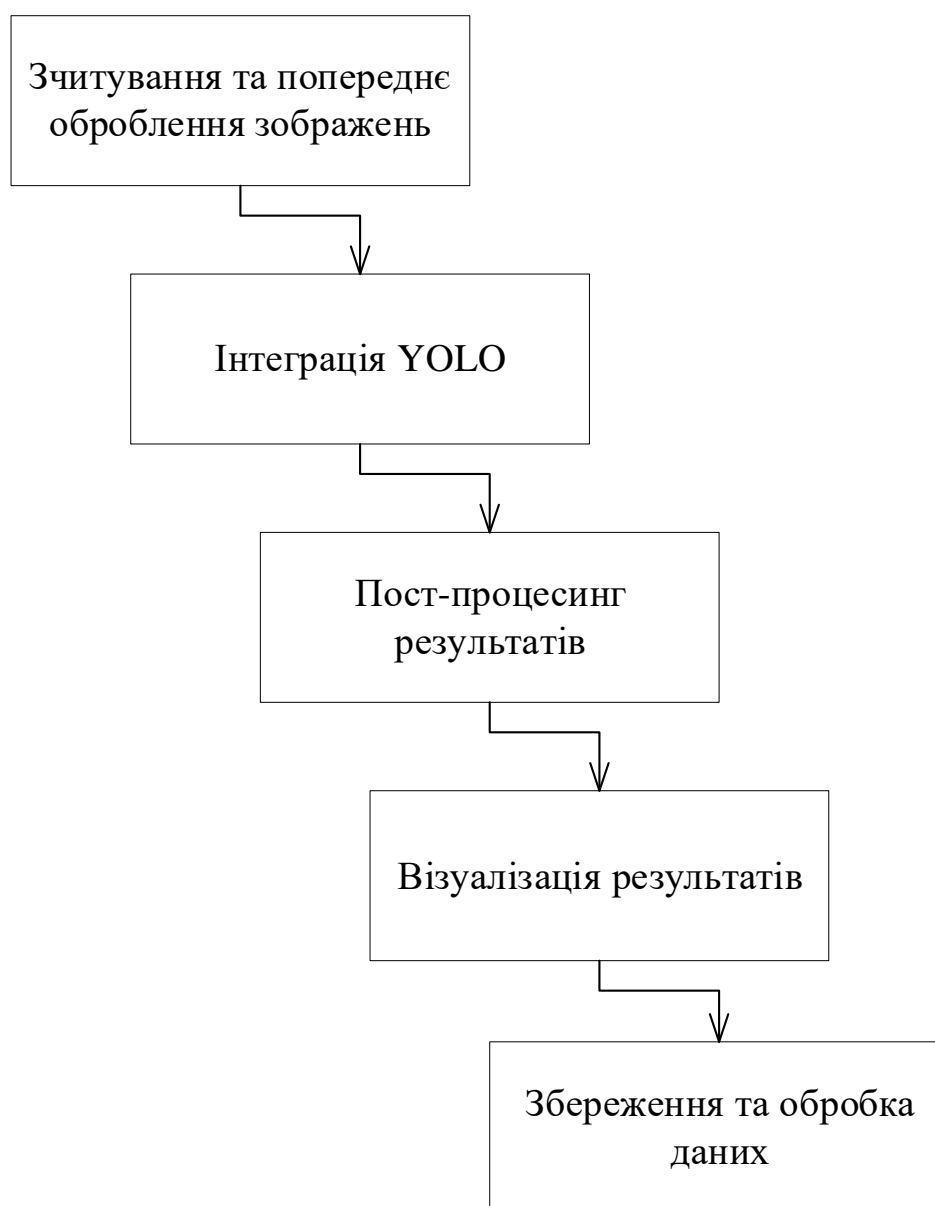 Зчитування та попереднє
оброблення зображень
Інтеграція YOLO
Пост-процесинг
результатів
Візуалізація результатів
Збереження та обробка
даних